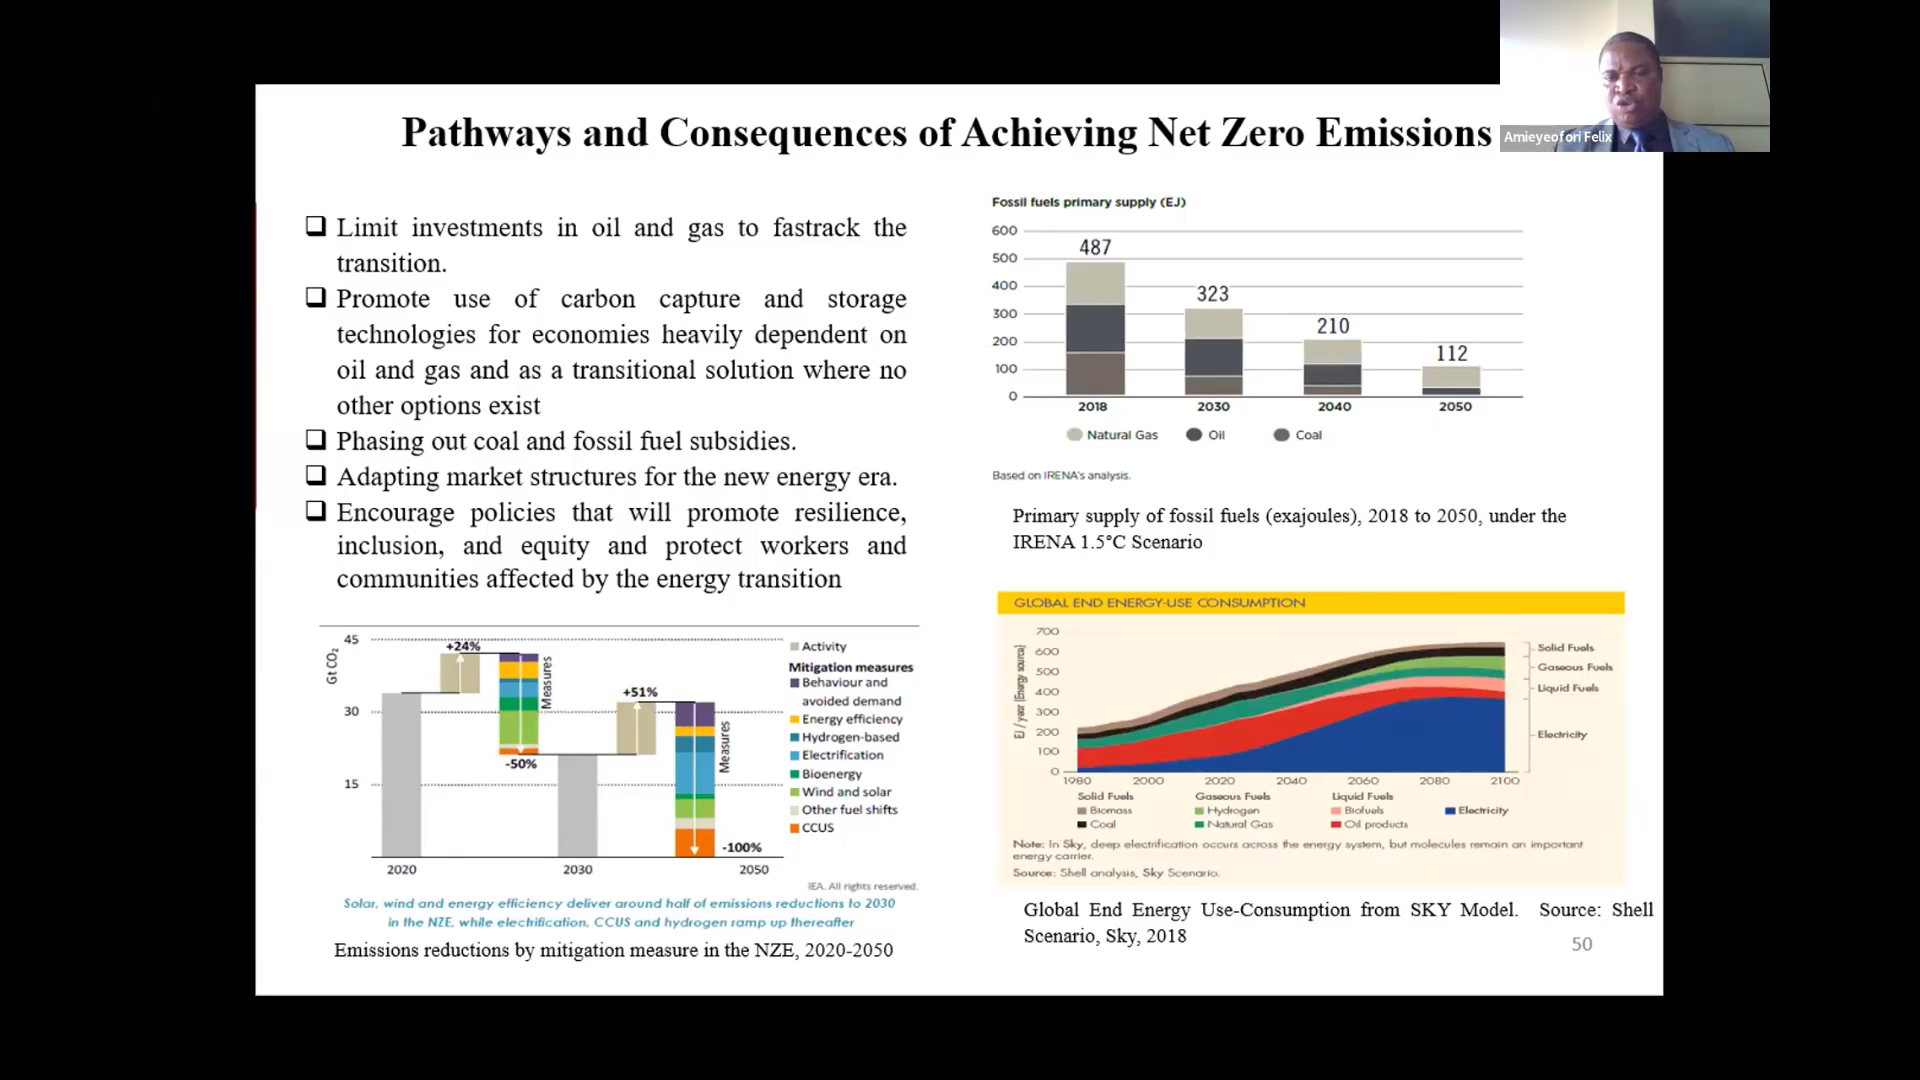 Pathways and Consequences of Achieving Net Zero Emissions
Amieyeofori Felix
Limit investments in oil and gas to fastrack the
transition.
Promote use of carbon capture and storage
technologies for economies heavily dependent on
oil and gas and as a transitional solution where no
other options exist
Phasing out coal and fossil fuel subsidies.
Adapting market structures for the new energy era.
Encourage policies that will promote resilience,
inclusion, and equity and protect workers and
communities affected by the energy transition
Gt CO₂
45
30
15
+24%
Measures
-50%
+51%
Measures
-100%
2020
2030
2050
Activity
Mitigation measures
Behaviour and
avoided demand
Energy efficiency
Hydrogen-based
Electrification
Bioenergy
Wind and solar
Other fuel shifts
CCUS
IEA. All rights reserved.
Solar, wind and energy efficiency deliver around half of emissions reductions to 2030
in the NZE, while electrification, CCUS and hydrogen ramp up thereafter
Emissions reductions by mitigation measure in the NZE, 2020-2050
Fossil fuels primary supply (EJ)
600
500
400
300
200
100
0
487
323
210
112
2018
2030
2040
2050
Natural Gas
Oil
Coal
Based on IRENA's analysis.
Primary supply of fossil fuels (exajoules), 2018 to 2050, under the
IRENA 1.5°C Scenario
GLOBAL END ENERGY-USE CONSUMPTION
EJ / year (Energy source)
700
600
500
400
300
200
100
0
1980
2000
2020
2040
2060
2080
2100
Solid Fuels
Gaseous Fuels
Liquid Fuels
Electricity
Solid Fuels
Biomass
Coal
Gaseous Fuels
Hydrogen
Natural Gas
Liquid Fuels
Biofuels
Oil products
Electricity
Note: In Sky, deep electrification occurs across the energy system, but molecules remain an important
energy carrier.
Source: Shell analysis, Sky Scenario.
Global End Energy Use-Consumption from SKY Model. Source: Shell
Scenario, Sky, 2018
50